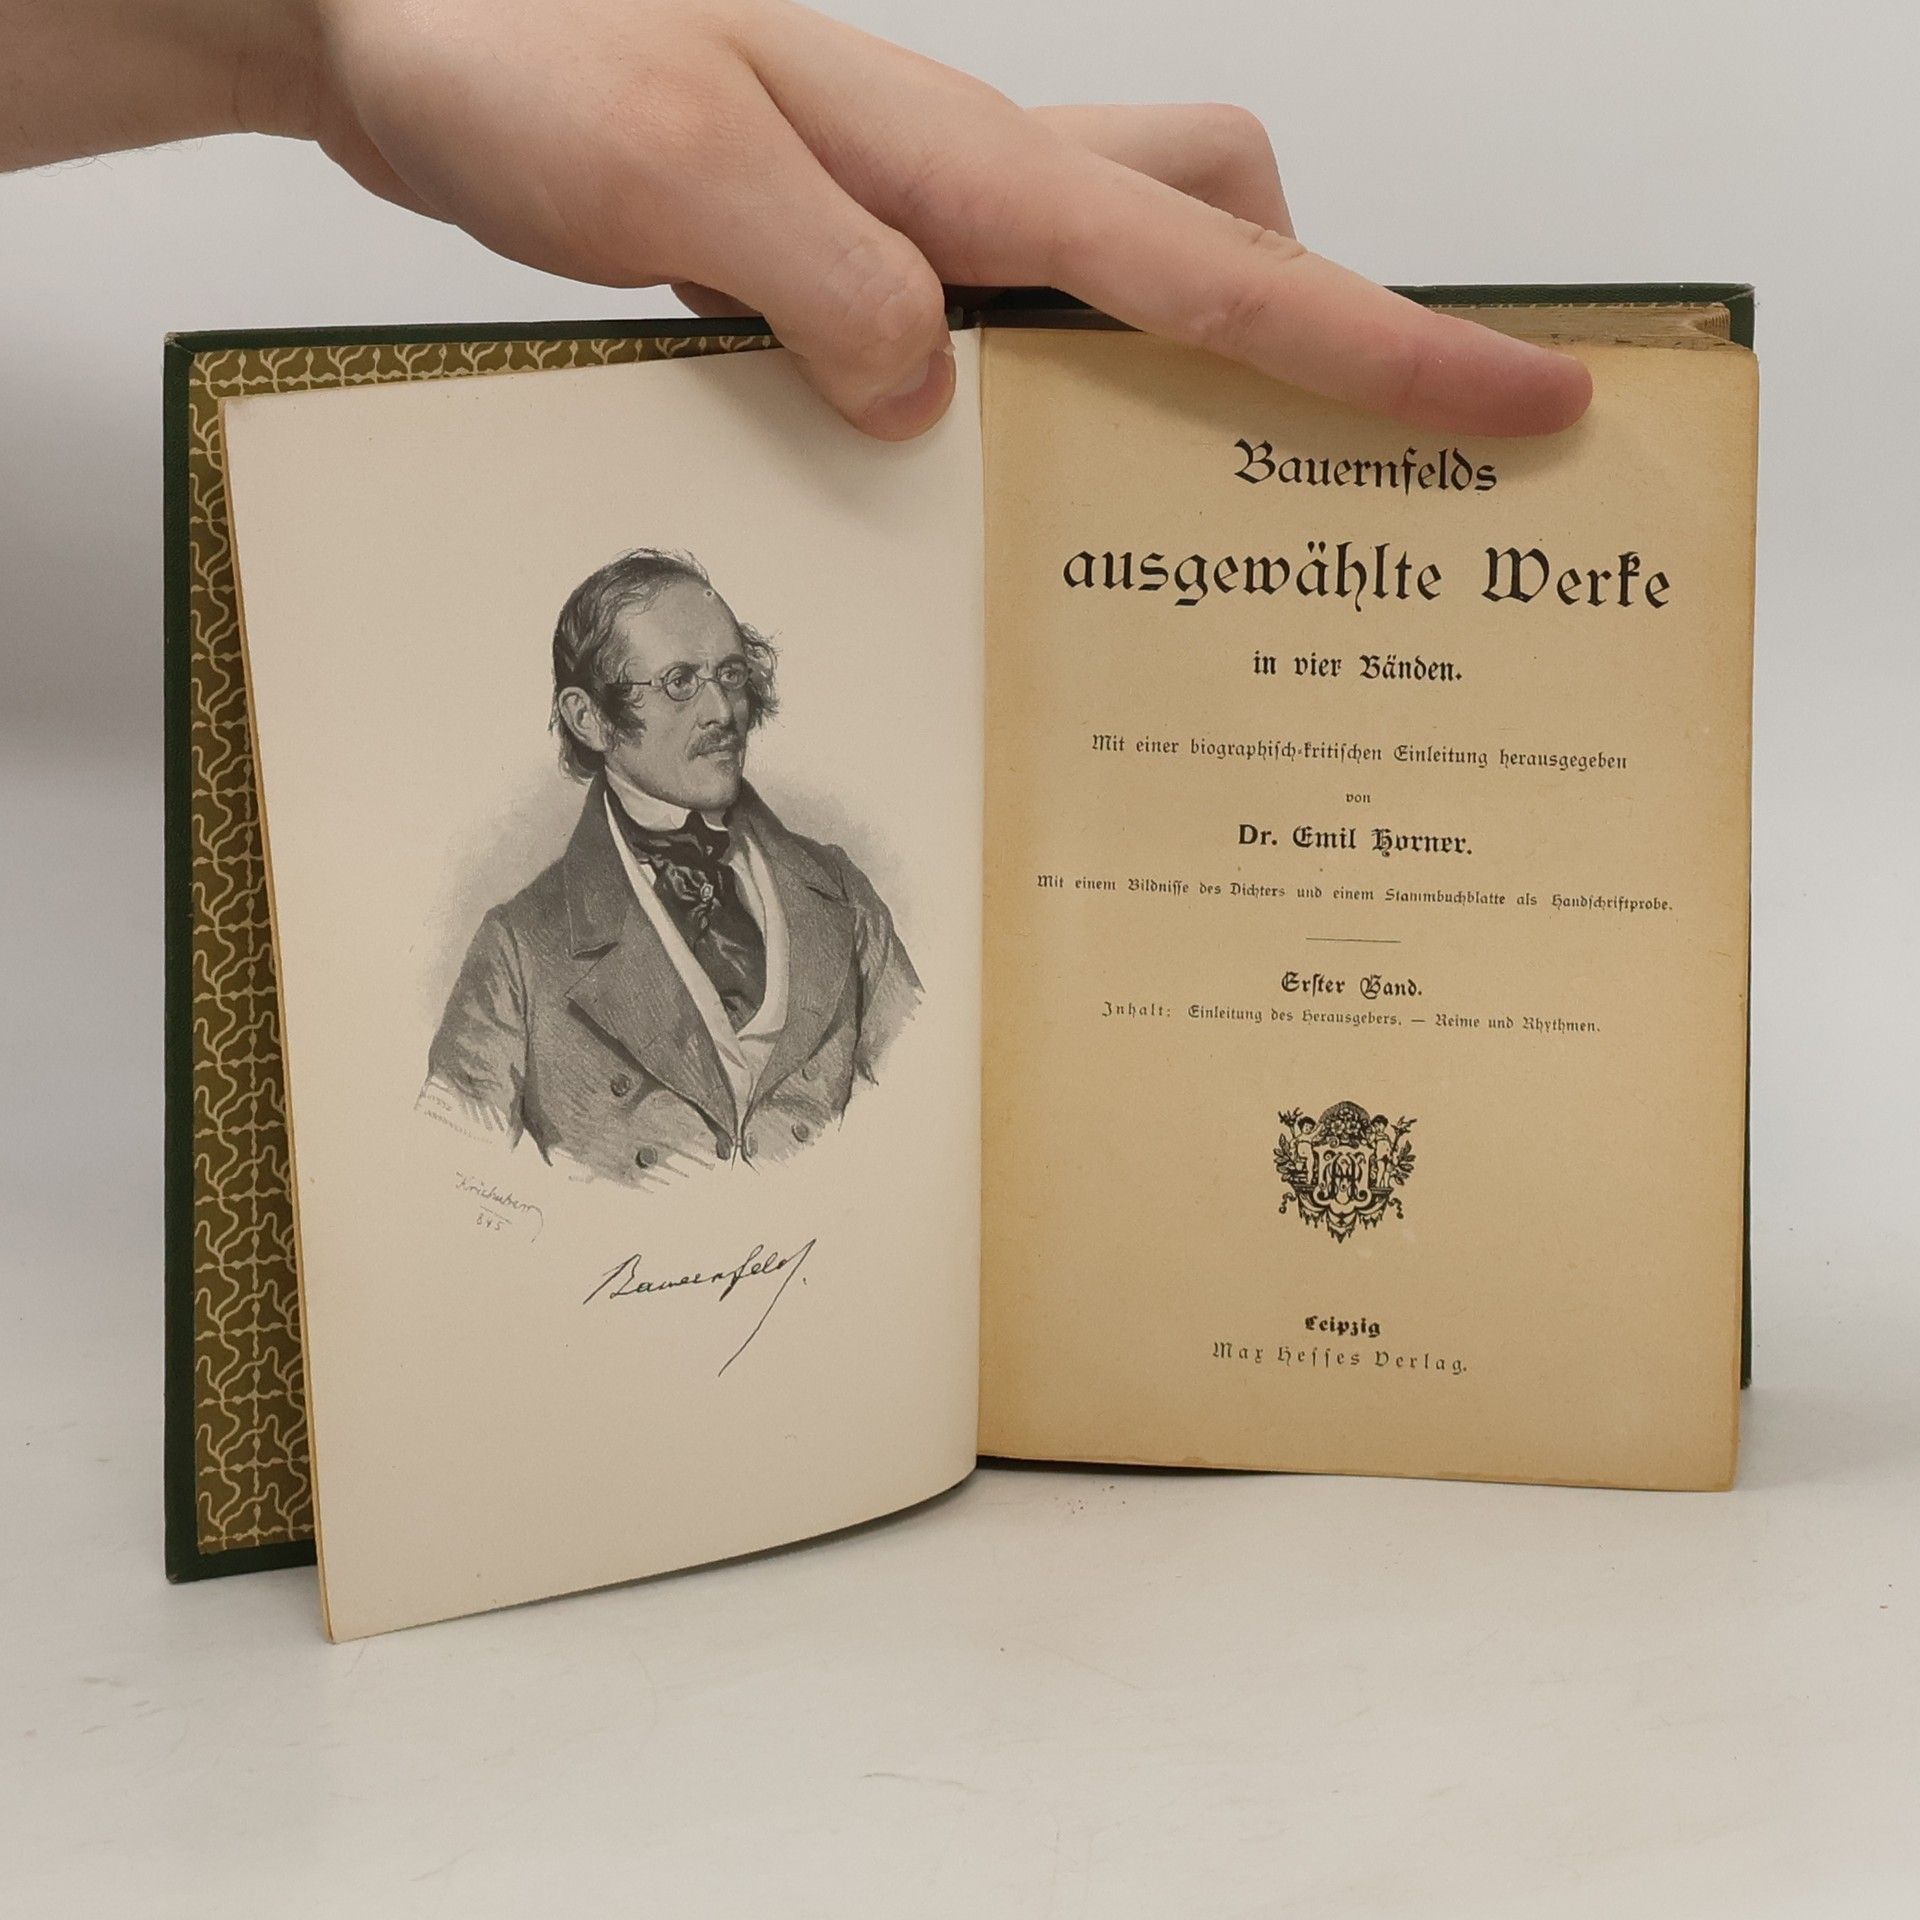 Kriehuber
845
Bauernfeld.
Bauernfelds
ausgewählte Werke
in vier Bänden.
Mit einer biographiſch-kritiſchen Einleitung herausgegeben
von
Dr. Emil Horner.
Mit einem Bildniſſe des Dichters und einem Stammbuchblatte als Handſchriftprobe.
Erſter Band.
Inhalt: Einleitung des Herausgebers. — Reime und Rhythmen.
Leipzig
Max Heſſes Verlag.